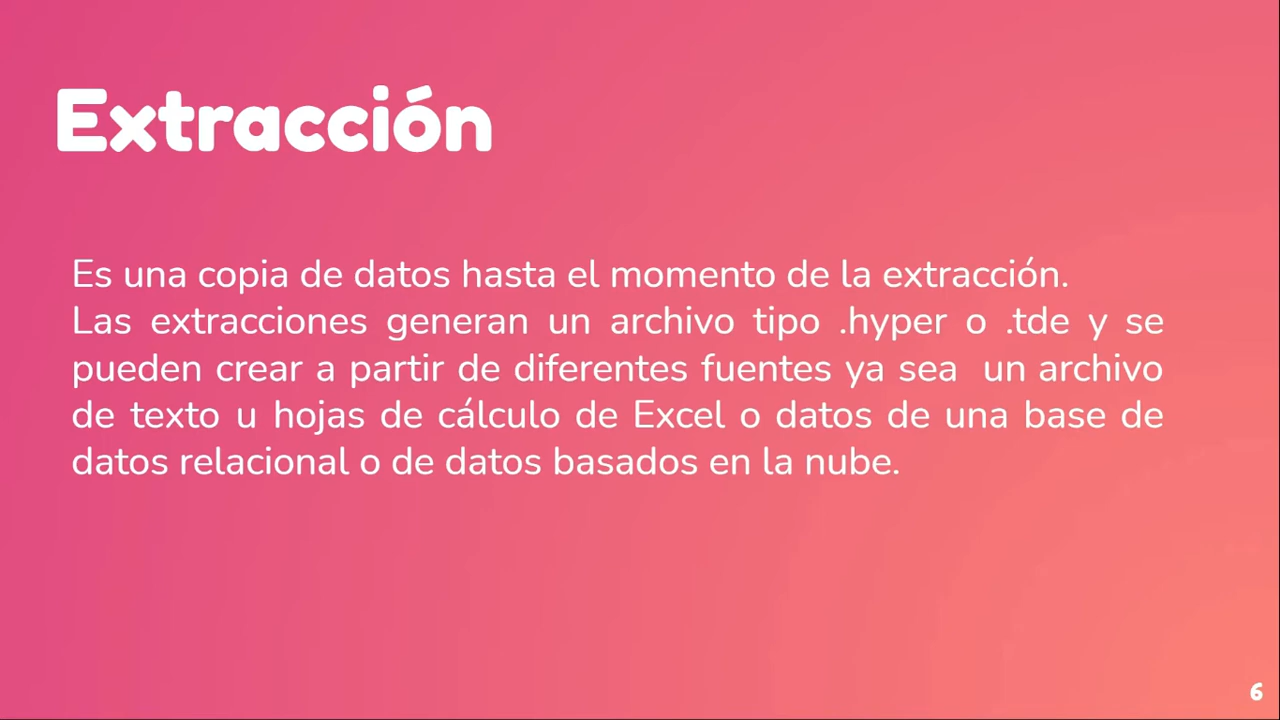 Extracción
Es una copia de datos hasta el momento de la extracción.
Las extracciones generan un archivo tipo .hyper o .tde y se
pueden crear a partir de diferentes fuentes ya sea  un archivo
de texto u hojas de cálculo de Excel o datos de una base de
datos relacional o de datos basados en la nube.
6